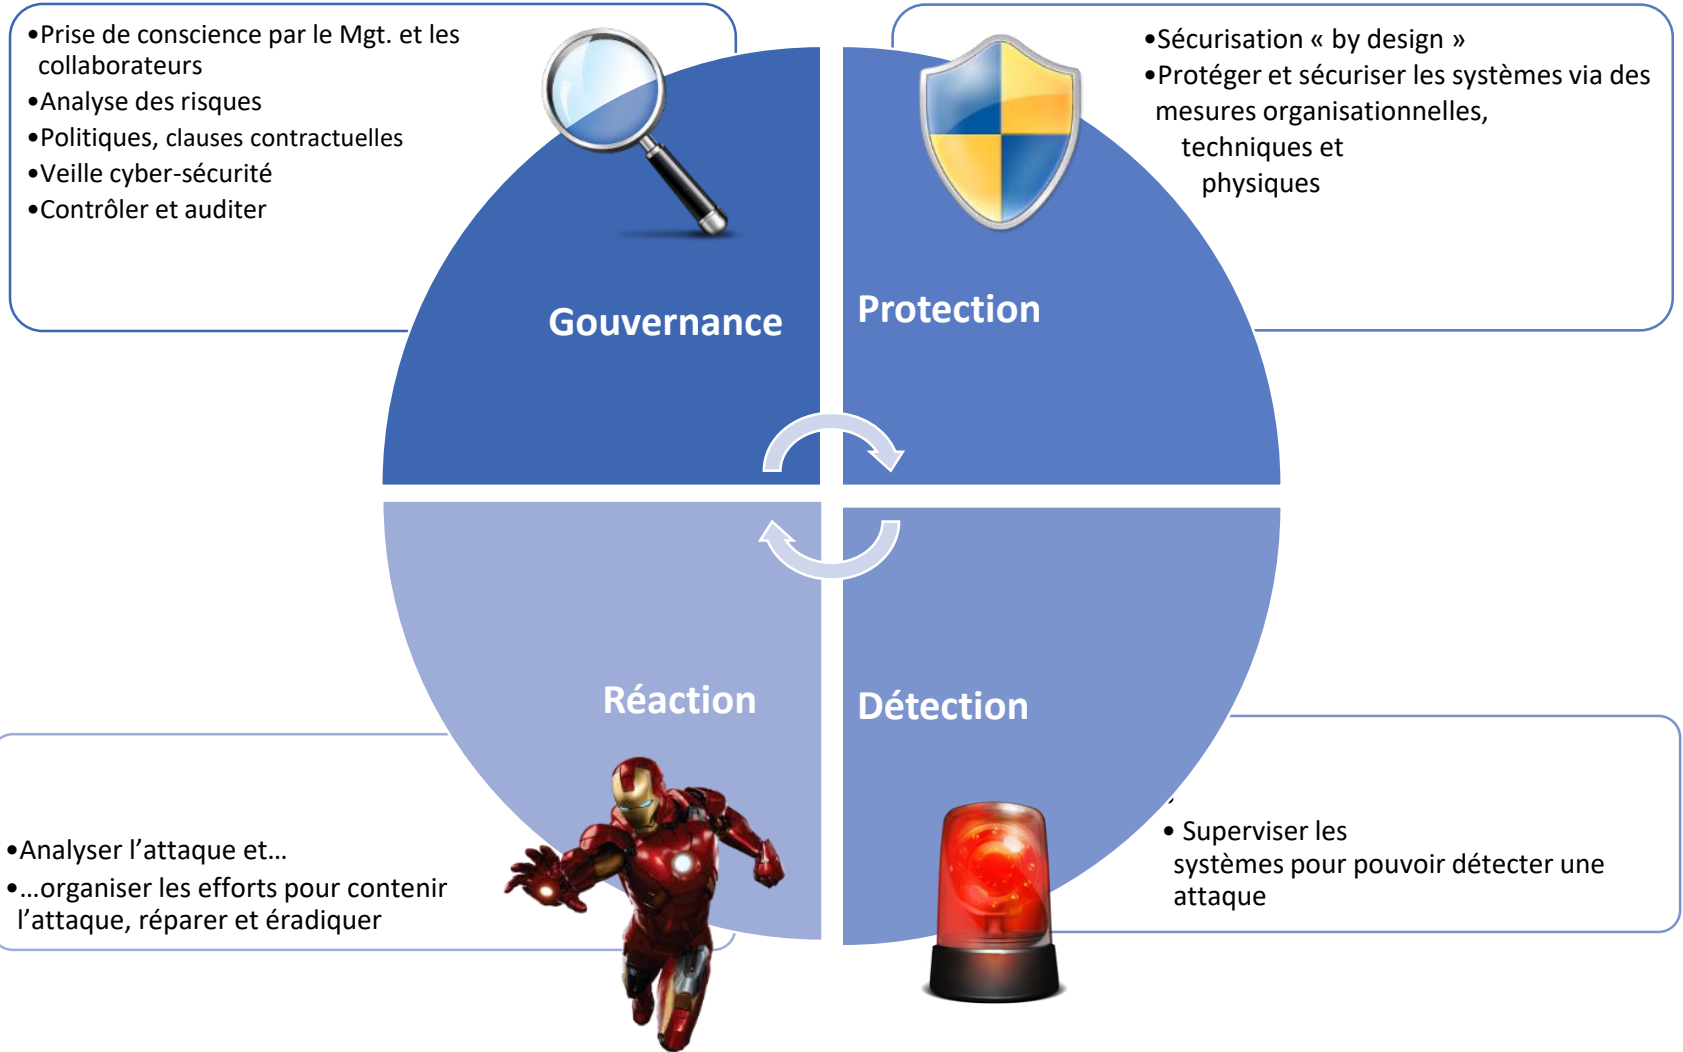 •Prise de conscience par le Mgt. et les
collaborateurs
•Analyse des risques
•Politiques, clauses contractuelles
•Veille cyber-sécurité
•Contrôler et auditer
•Sécurisation « by design »
•Protéger et sécuriser les systèmes via des
mesures organisationnelles,
techniques et
physiques
Gouvernance
Protection
Réaction
Détection
•Analyser l’attaque et…
•…organiser les efforts pour contenir
l’attaque, réparer et éradiquer
• Superviser les
systèmes pour pouvoir détecter une
attaque